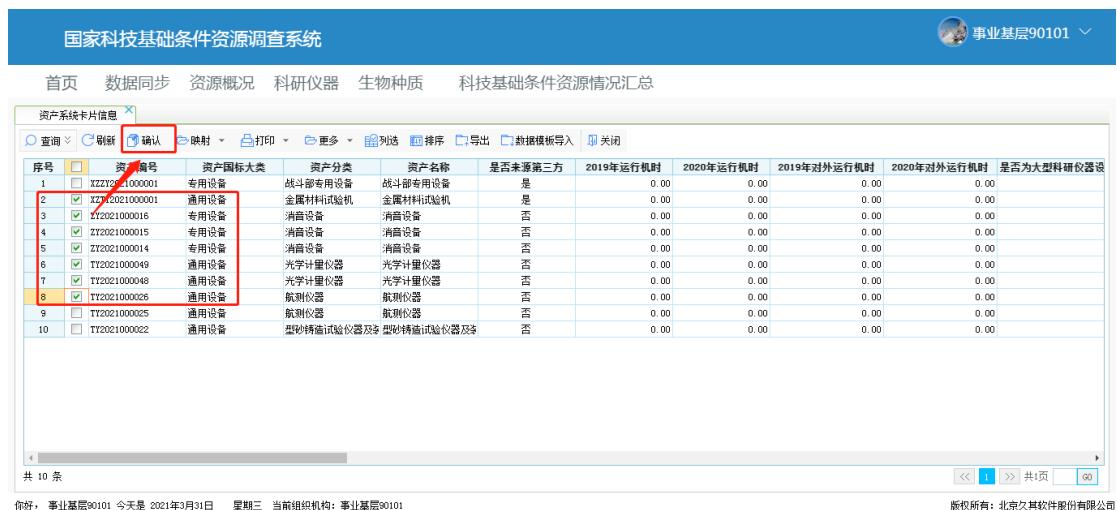 国家科技基础条件资源调查系统 事业基层90101
首页 数据同步 资源概况 科研仪器 生物种质 科技基础条件资源情况汇总
资产系统卡片信息
查询 刷新 确认 映射 打印 更多 列选 排序 导出 数据模板导入 关闭
序号 资产编号 资产国标大类 资产分类 资产名称 是否来源第三方 2019年运行机时 2020年运行机时 2019年对外运行机时 2020年对外运行机时 是否为大型科研仪器设
1 XZZY2021000001 专用设备 战斗部专用设备 战斗部专用设备 是 0.00 0.00 0.00 0.00
2 XZTY2021000001 通用设备 金属材料试验机 金属材料试验机 是 0.00 0.00 0.00 0.00
3 ZY2021000016 专用设备 消音设备 消音设备 否 0.00 0.00 0.00 0.00
4 ZY2021000015 专用设备 消音设备 消音设备 否 0.00 0.00 0.00 0.00
5 ZY2021000014 专用设备 消音设备 消音设备 否 0.00 0.00 0.00 0.00
6 TY2021000049 通用设备 光学计量仪器 光学计量仪器 否 0.00 0.00 0.00 0.00
7 TY2021000048 通用设备 光学计量仪器 光学计量仪器 否 0.00 0.00 0.00 0.00
8 TY2021000026 通用设备 航测仪器 航测仪器 否 0.00 0.00 0.00 0.00
9 TY2021000025 通用设备 航测仪器 航测仪器 否 0.00 0.00 0.00 0.00
10 TY2021000022 通用设备 型砂铸造试验仪器及装 型砂铸造试验仪器及装 否 0.00 0.00 0.00 0.00
共 10 条 << 1 >> 共1页 GO
你好， 事业基层90101 今天是 2021年3月31日 星期三 当前组织机构: 事业基层90101 版权所有: 北京久其软件股份有限公司